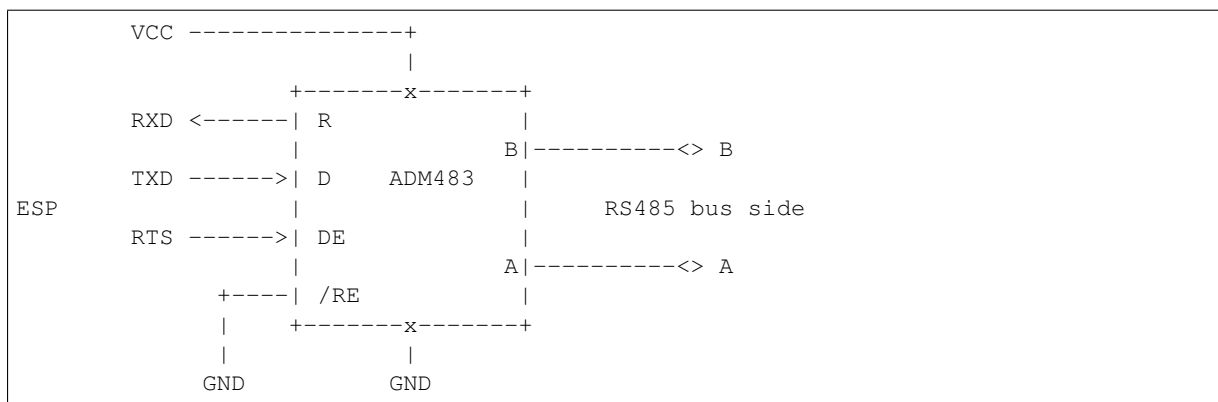 VCC ---------------+
|
+-------x-------+
RXD <------| R |
| B|----------<> B
TXD ------>| D ADM483 |
ESP | | RS485 bus side
RTS ------>| DE |
| A|----------<> A
+----| /RE |
| +-------x-------+
| |
GND GND